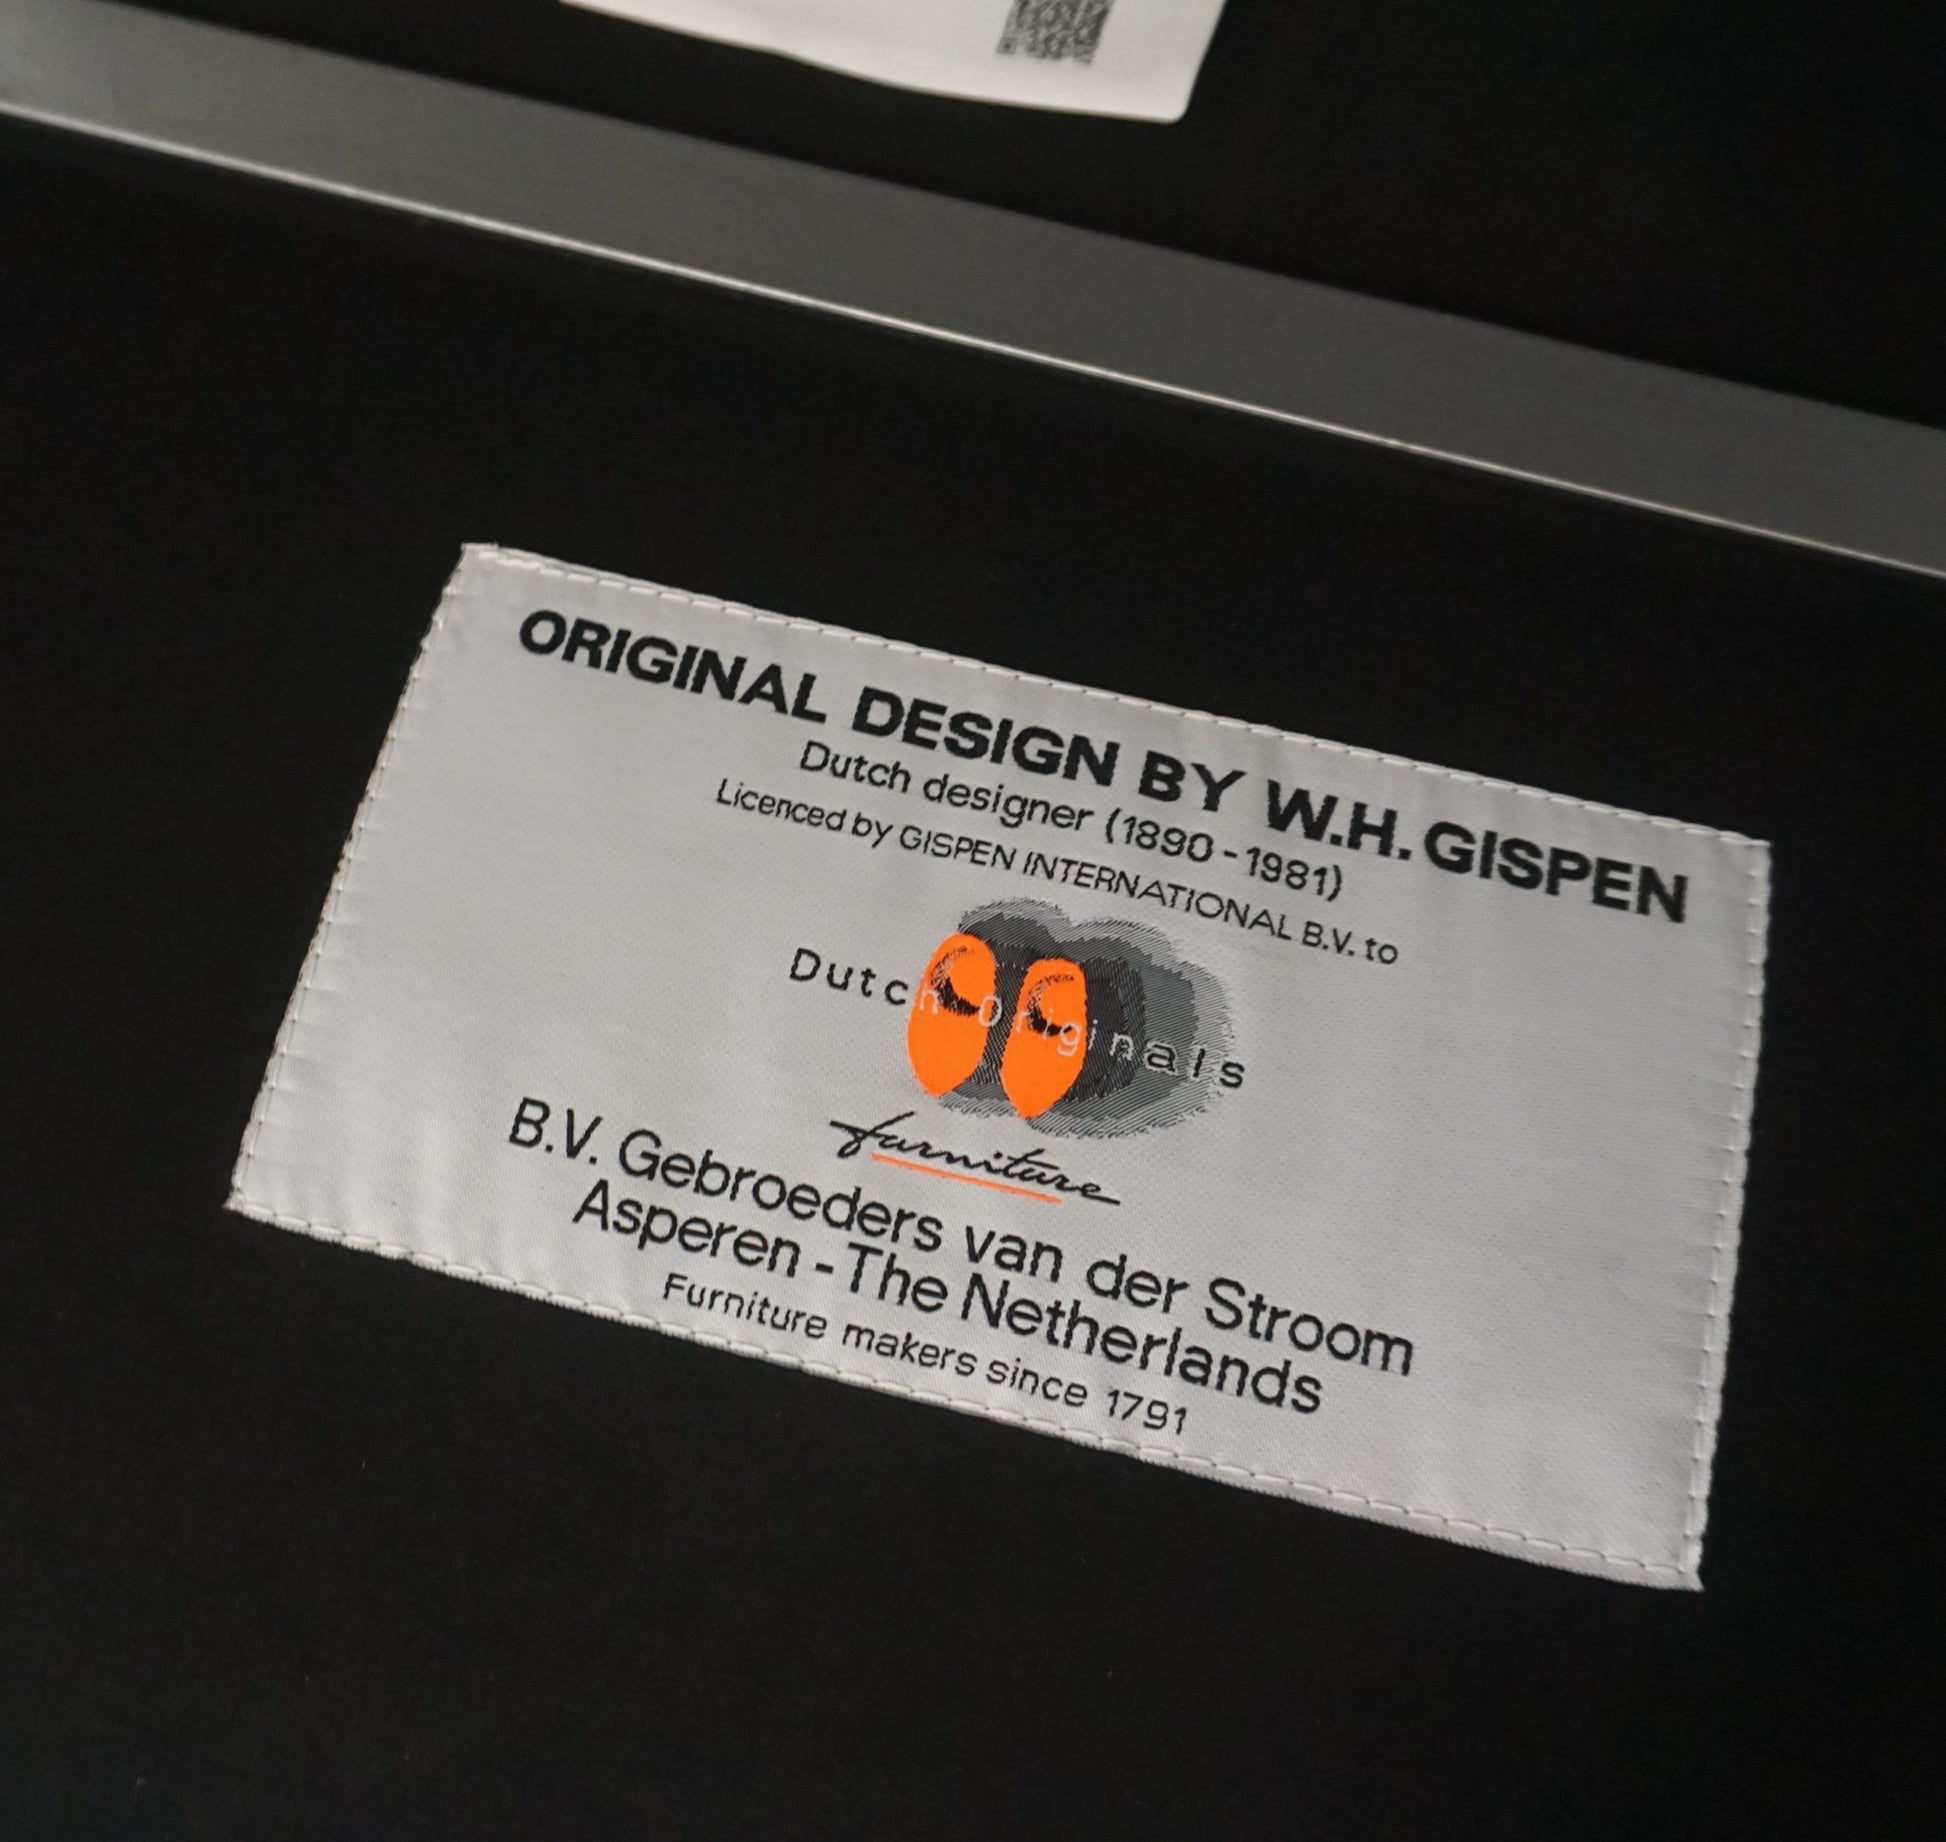 ORIGINAL DESIGN BY W.H. GISPEN
Dutch designer (1890 - 1981)
Licenced by GISPEN INTERNATIONAL B.V. to
Dutch Originals
furniture
B.V. Gebroeders van der Stroom
Asperen - The Netherlands
Furniture makers since 1791